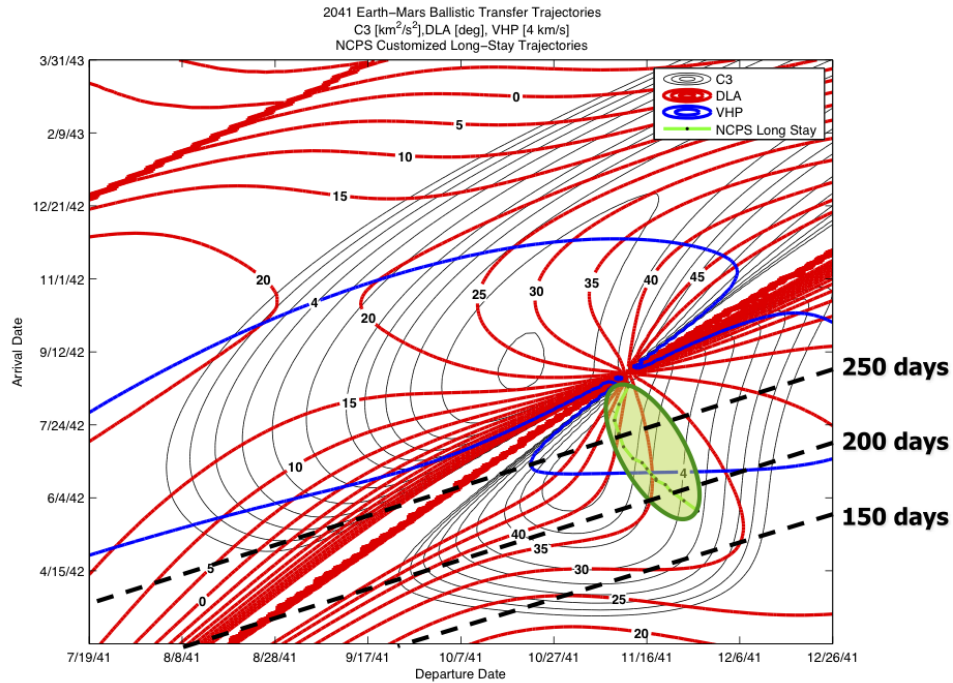 2041 Earth−Mars Ballistic Transfer Trajectories
C3 [km2/s2],DLA [deg], VHP [4 km/s]
NCPS Customized Long−Stay Trajectories
3/31/43
2/9/43
12/21/42
11/1/42
9/12/42
7/24/42
6/4/42
4/15/42
Arrival Date
C3
DLA
VHP
NCPS Long Stay
0
5
10
15
20
4
20
25
30
35
40
45
15
10
5
0
4
40
35
30
25
20
250 days
200 days
150 days
7/19/41 8/8/41 8/28/41 9/17/41 10/7/41 10/27/41 11/16/41 12/6/41 12/26/41
Departure Date